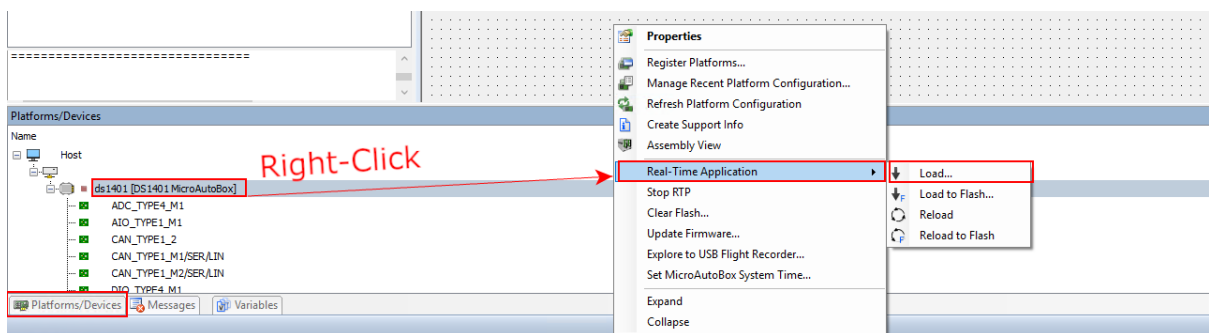 ===============================
Platforms/Devices
Name
Host
ds1401 [DS1401 MicroAutoBox]
ADC_TYPE4_M1
AIO_TYPE1_M1
CAN_TYPE1_2
CAN_TYPE1_M1/SER/LIN
CAN_TYPE1_M2/SER/LIN
DIO_TYPE4_M1
Platforms/Devices Messages Variables
Right-Click
Properties
Register Platforms...
Manage Recent Platform Configuration...
Refresh Platform Configuration
Create Support Info
Assembly View
Real-Time Application
Stop RTP
Clear Flash...
Update Firmware...
Explore to USB Flight Recorder...
Set MicroAutoBox System Time...
Expand
Collapse
Load...
Load to Flash...
Reload
Reload to Flash